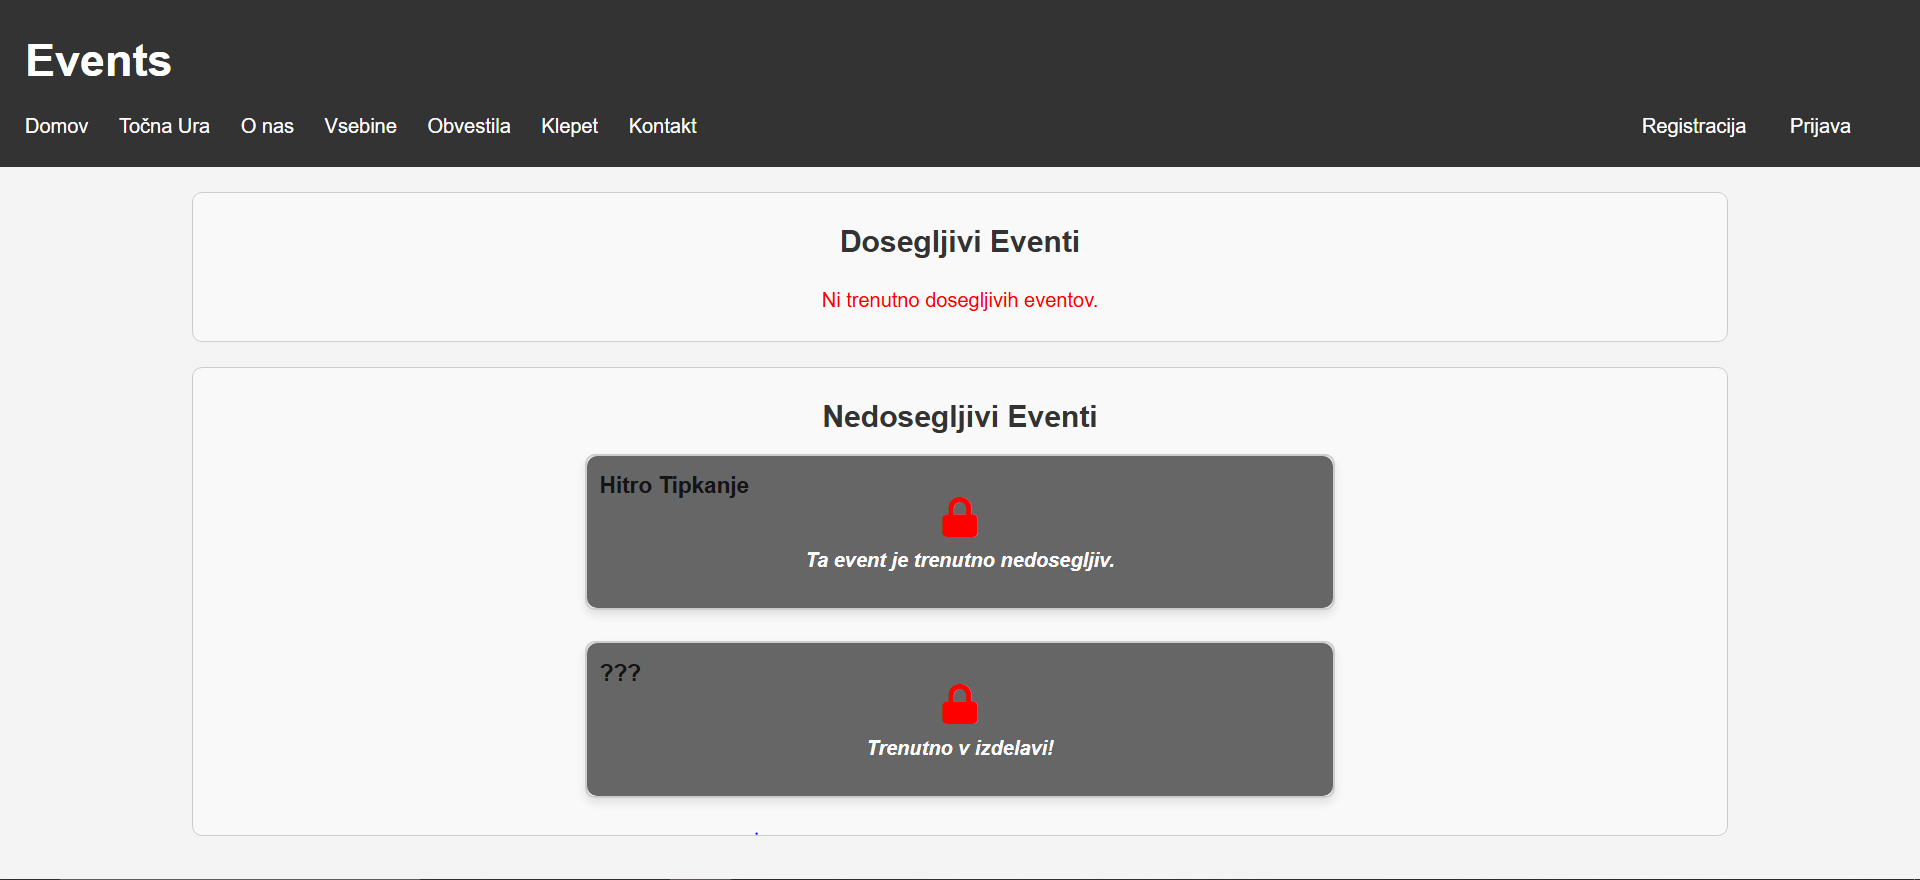 Events
Domov Točna Ura O nas Vsebine Obvestila Klepet Kontakt Registracija Prijava
Dosegljivi Eventi
Ni trenutno dosegljivih eventov.
Nedosegljivi Eventi
Hitro Tipkanje
Ta event je trenutno nedosegljiv.
???
Trenutno v izdelavi!